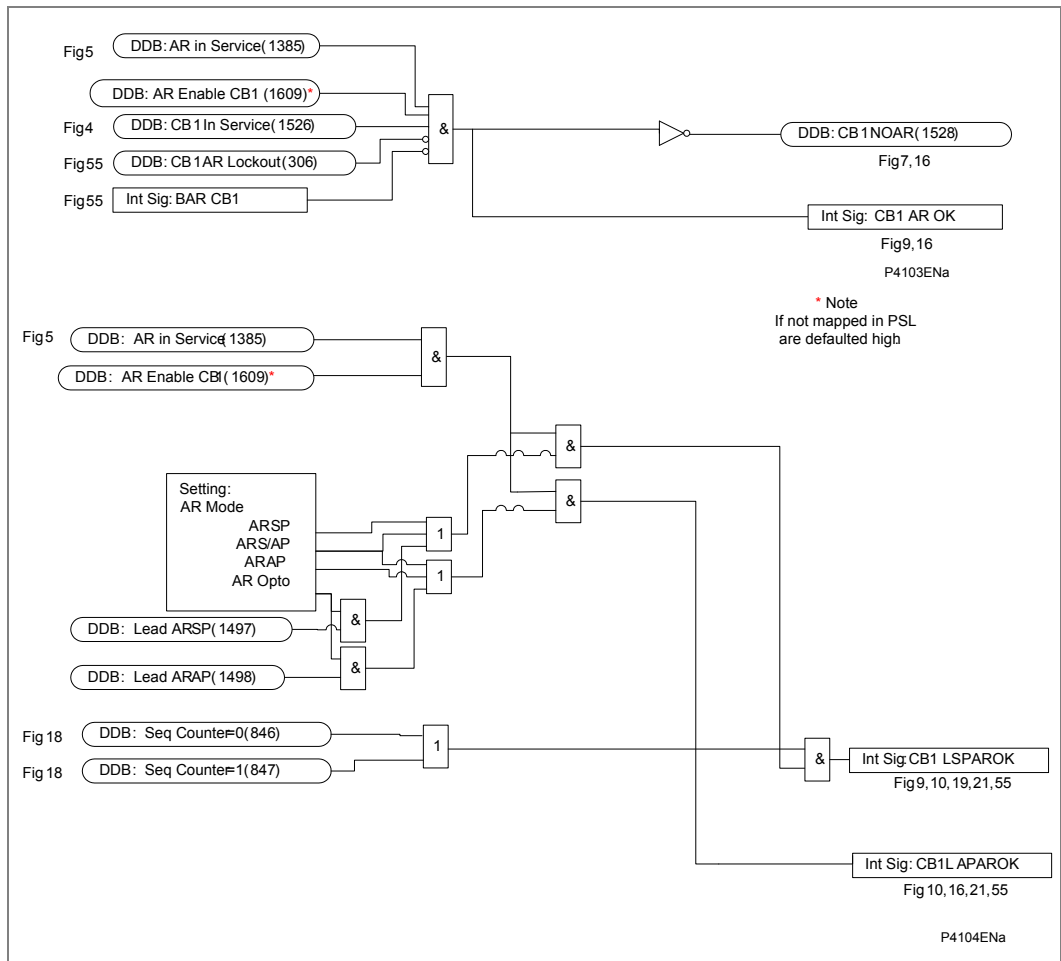 Fig5 DDB: AR in Service(1385)
DDB: AR Enable CB1 (1609)*
&
Fig4 DDB: CB1 In Service(1526)
DDB: CB1NOAR(1528)
Fig55 DDB: CB1AR Lockout(306)
Fig7,16
Fig55 Int Sig: BAR CB1
Int Sig: CB1 AR OK
Fig9,16
P4103ENa
* Note
If not mapped in PSL
are defaulted high
Fig5 DDB: AR in Service(1385)
&
DDB: AR Enable CB1(1609)*
&
&
Setting:
AR Mode
ARSP
1
ARS/AP
ARAP
1
AR Opto
&
DDB: Lead ARSP(1497)
&
DDB: Lead ARAP(1498)
Fig18 DDB: Seq Counter=0(846)
1
&
Int Sig:CB1 LSPAROK
Fig18 DDB: Seq Counter=1(847)
Fig9,10,19,21,55
Int Sig: CB1L APAROK
Fig10,16,21,55
P4104ENa